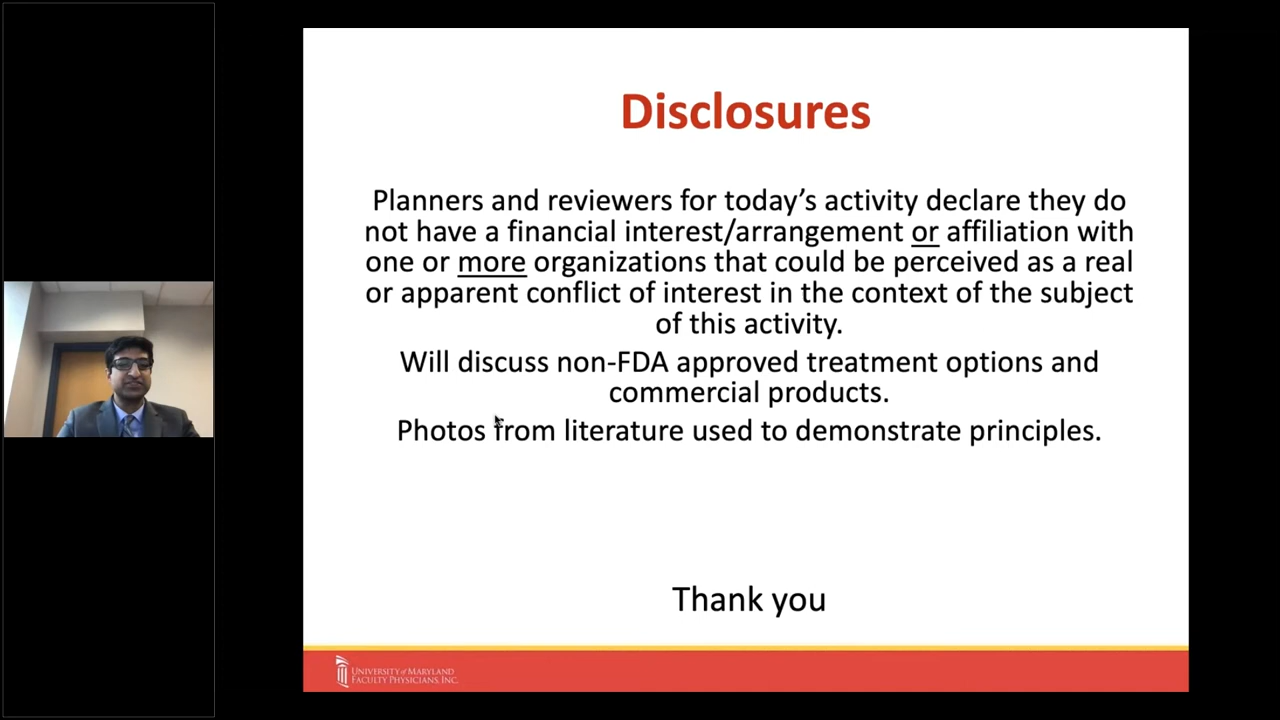 Disclosures
Planners and reviewers for today’s activity declare they do
not have a financial interest/arrangement or affiliation with
one or more organizations that could be perceived as a real
or apparent conflict of interest in the context of the subject
of this activity.
Will discuss non-FDA approved treatment options and
commercial products.
Photos from literature used to demonstrate principles.
Thank you
UNIVERSITY of MARYLAND
FACULTY PHYSICIANS, INC.